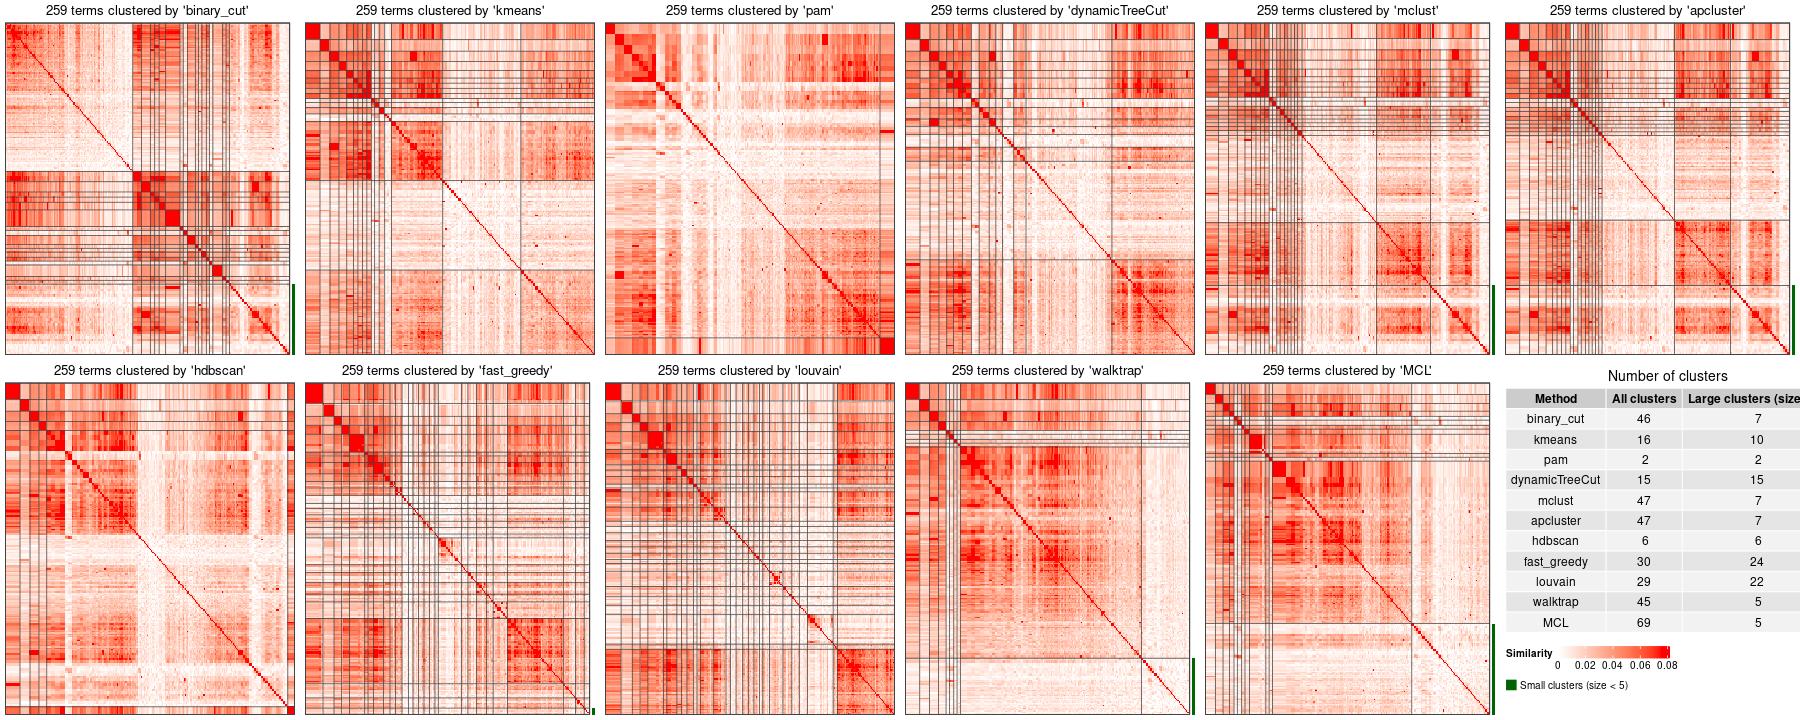 259 terms clustered by 'binary_cut'
259 terms clustered by 'kmeans'
259 terms clustered by 'pam'
259 terms clustered by 'dynamicTreeCut'
259 terms clustered by 'mclust'
259 terms clustered by 'apcluster'
259 terms clustered by 'hdbscan'
259 terms clustered by 'fast_greedy'
259 terms clustered by 'louvain'
259 terms clustered by 'walktrap'
259 terms clustered by 'MCL'
Number of clusters
Method All clusters Large clusters (size
binary_cut 46 7
kmeans 16 10
pam 2 2
dynamicTreeCut 15 15
mclust 47 7
apcluster 47 7
hdbscan 6 6
fast_greedy 30 24
louvain 29 22
walktrap 45 5
MCL 69 5
Similarity
0 0.02 0.04 0.06 0.08
Small clusters (size < 5)